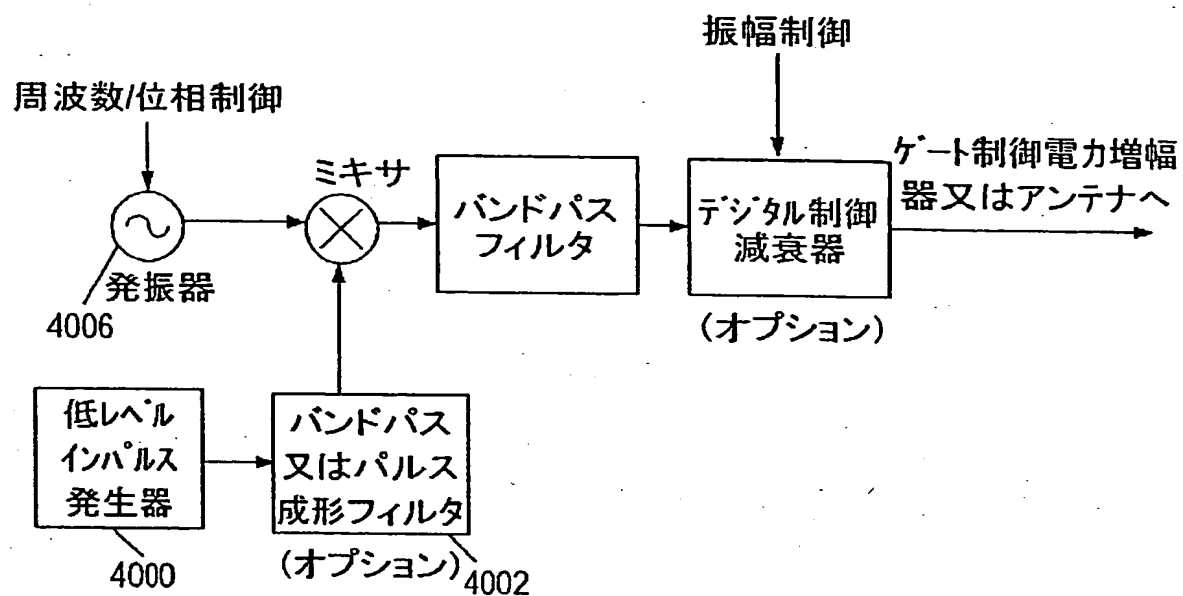 振幅制御
周波数/位相制御
ミキサ
ゲート制御電力増幅
器又はアンテナへ
バンドパス
フィルタ
デジタル制御
減衰器
発振器
4006
(オプション)
低レベル
インパルス
発生器
バンドパス
又はパルス
成形フィルタ
(オプション)
4000
4002